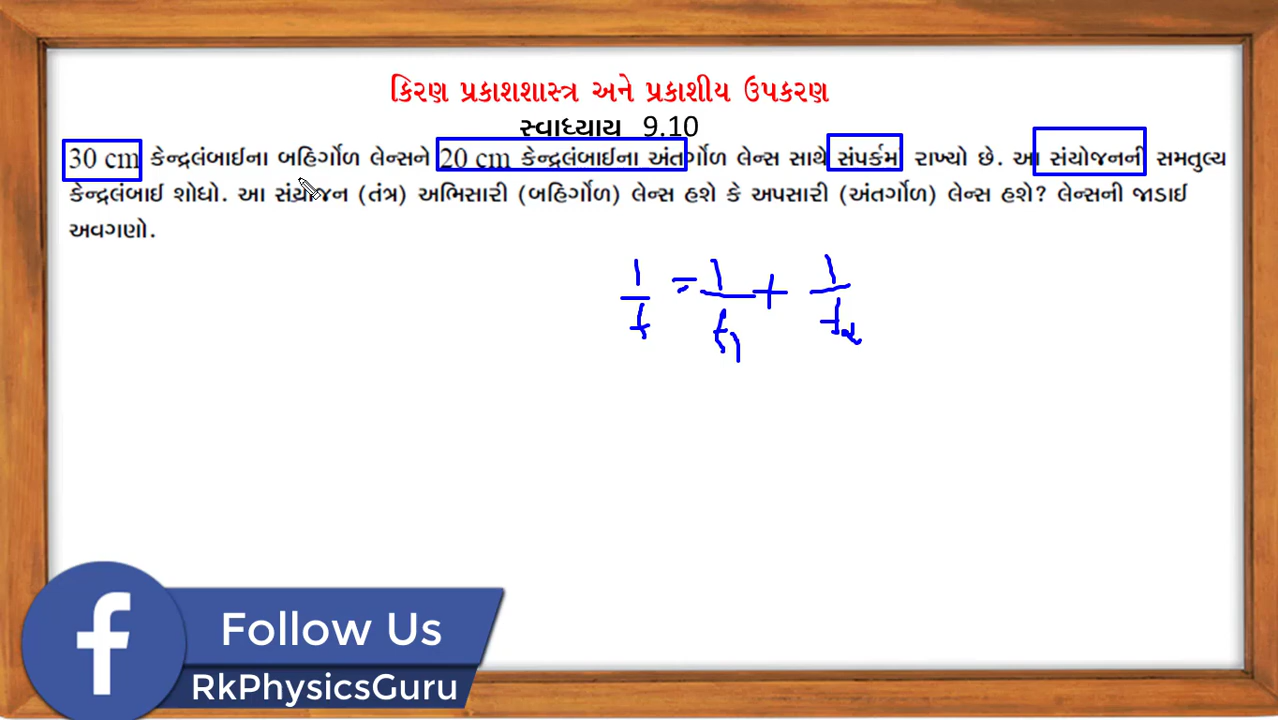 કિરણ પ્રકાશશાસ્ત્ર અને પ્રકાશીય ઉપકરણ
સ્વાધ્યાય 9.10
30 cm કેન્દ્રલંબાઈના બહિર્ગોળ લેન્સને 20 cm કેન્દ્રલંબાઈના અંતર્ગોળ લેન્સ સાથે સંપર્કમાં રાખ્યો છે. આ સંયોજનની સમતુલ્ય
કેન્દ્રલંબાઈ શોધો. આ સંયોજન (તંત્ર) અભિસારી (બહિર્ગોળ) લેન્સ હશે કે અપસારી (અંતર્ગોળ) લેન્સ હશે? લેન્સની જાડાઈ
અવગણો.
1/f = 1/f1 + 1/f2
f Follow Us
RkPhysicsGuru